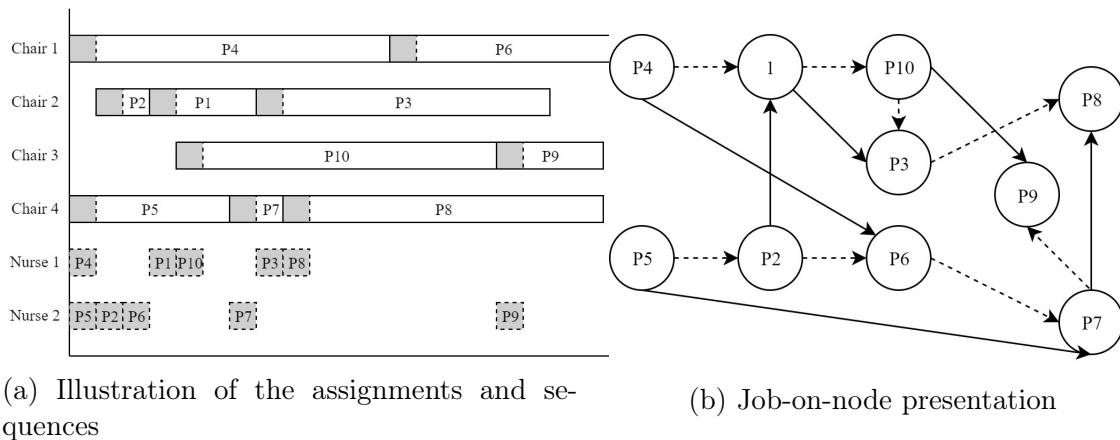 Chair 1 P4 P6
Chair 2 P2 P1 P3
Chair 3 P10 P9
Chair 4 P5 P7 P8
Nurse 1 P4 P1 P10 P3 P8
Nurse 2 P5 P2 P6 P7 P9
(a) Illustration of the assignments and se-
quences
P4 1 P10
P8
P3
P9
P5 P2 P6
P7
(b) Job-on-node presentation